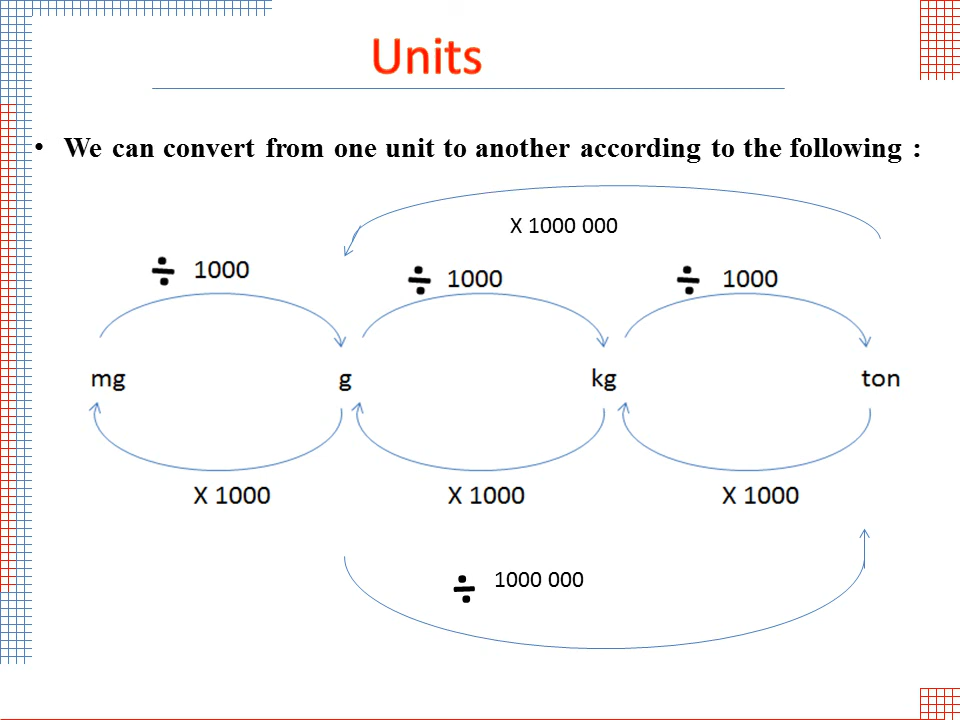 Units
• We can convert from one unit to another according to the following :
X 1000 000
÷ 1000 ÷ 1000 ÷ 1000
mg g kg ton
X 1000 X 1000 X 1000
÷ 1000 000